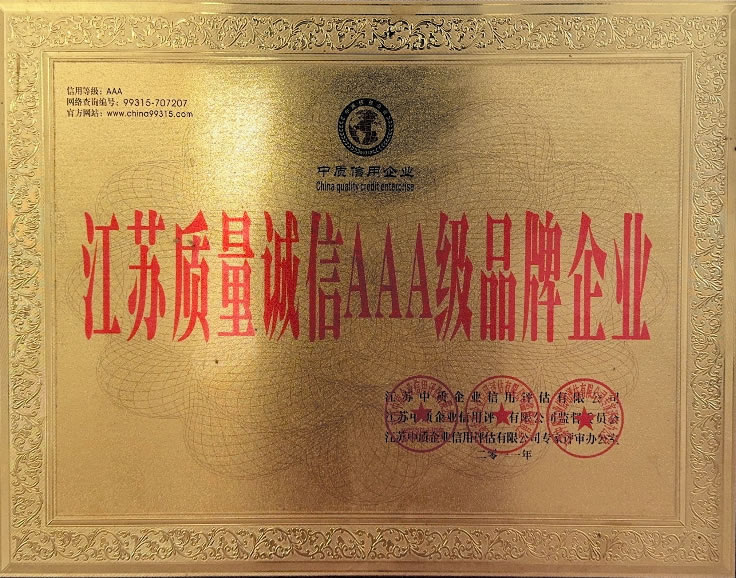 信用等级：AAA
网络查询编号：99315-707207
官方网站：www.china99315.com
中质信用企业
China quality credit enterprise
江苏质量诚信AAA级品牌企业
江苏中质企业信用评估有限公司
江苏中质企业信用评估有限公司监督委员会
江苏中质企业信用评估有限公司专家评审办公室
二零一一年